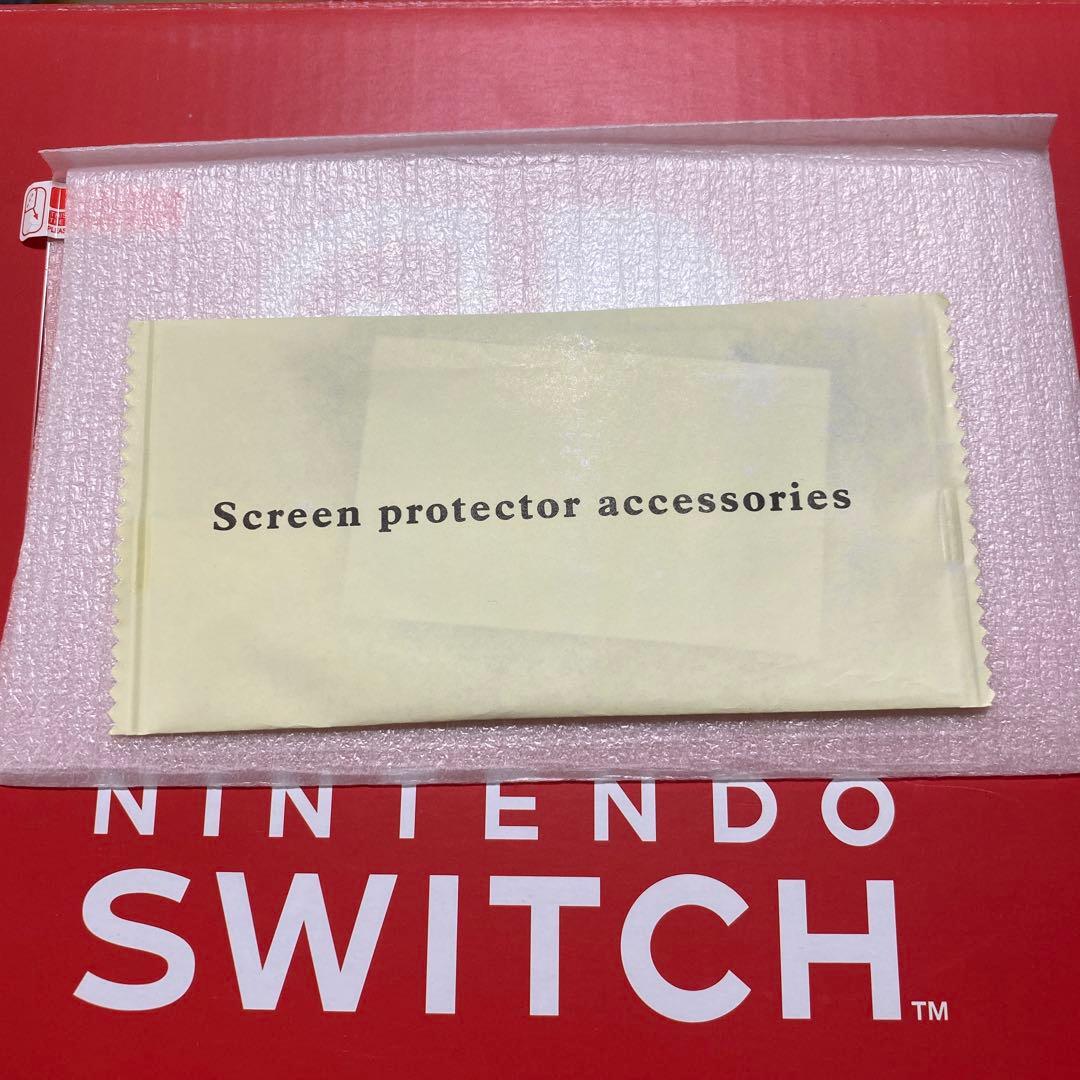 Screen protector accessories
NINTENDO
SWITCH™